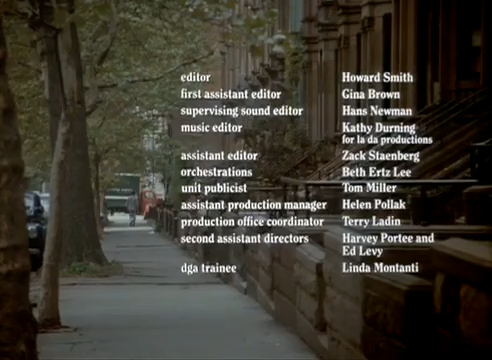 editor Howard Smith
first assistant editor Gina Brown
supervising sound editor Hans Newman
music editor Kathy Durning
for la da productions
assistant editor Zack Staenberg
orchestrations Beth Ertz Lee
unit publicist Tom Miller
assistant production manager Helen Pollak
production office coordinator Terry Ladin
second assistant directors Harvey Portee and
Ed Levy
dga trainee Linda Montanti